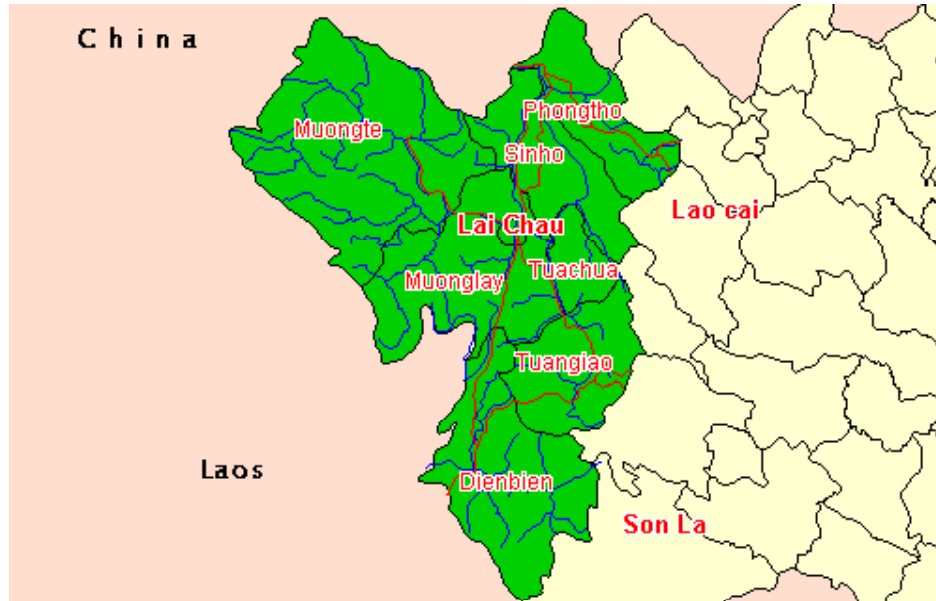 China
Phongtho
Muongte
Sinho
Lao cai
Lai Chau
Tuachua
Muonglay
Tuangiao
Laos
Dienbien
Son La